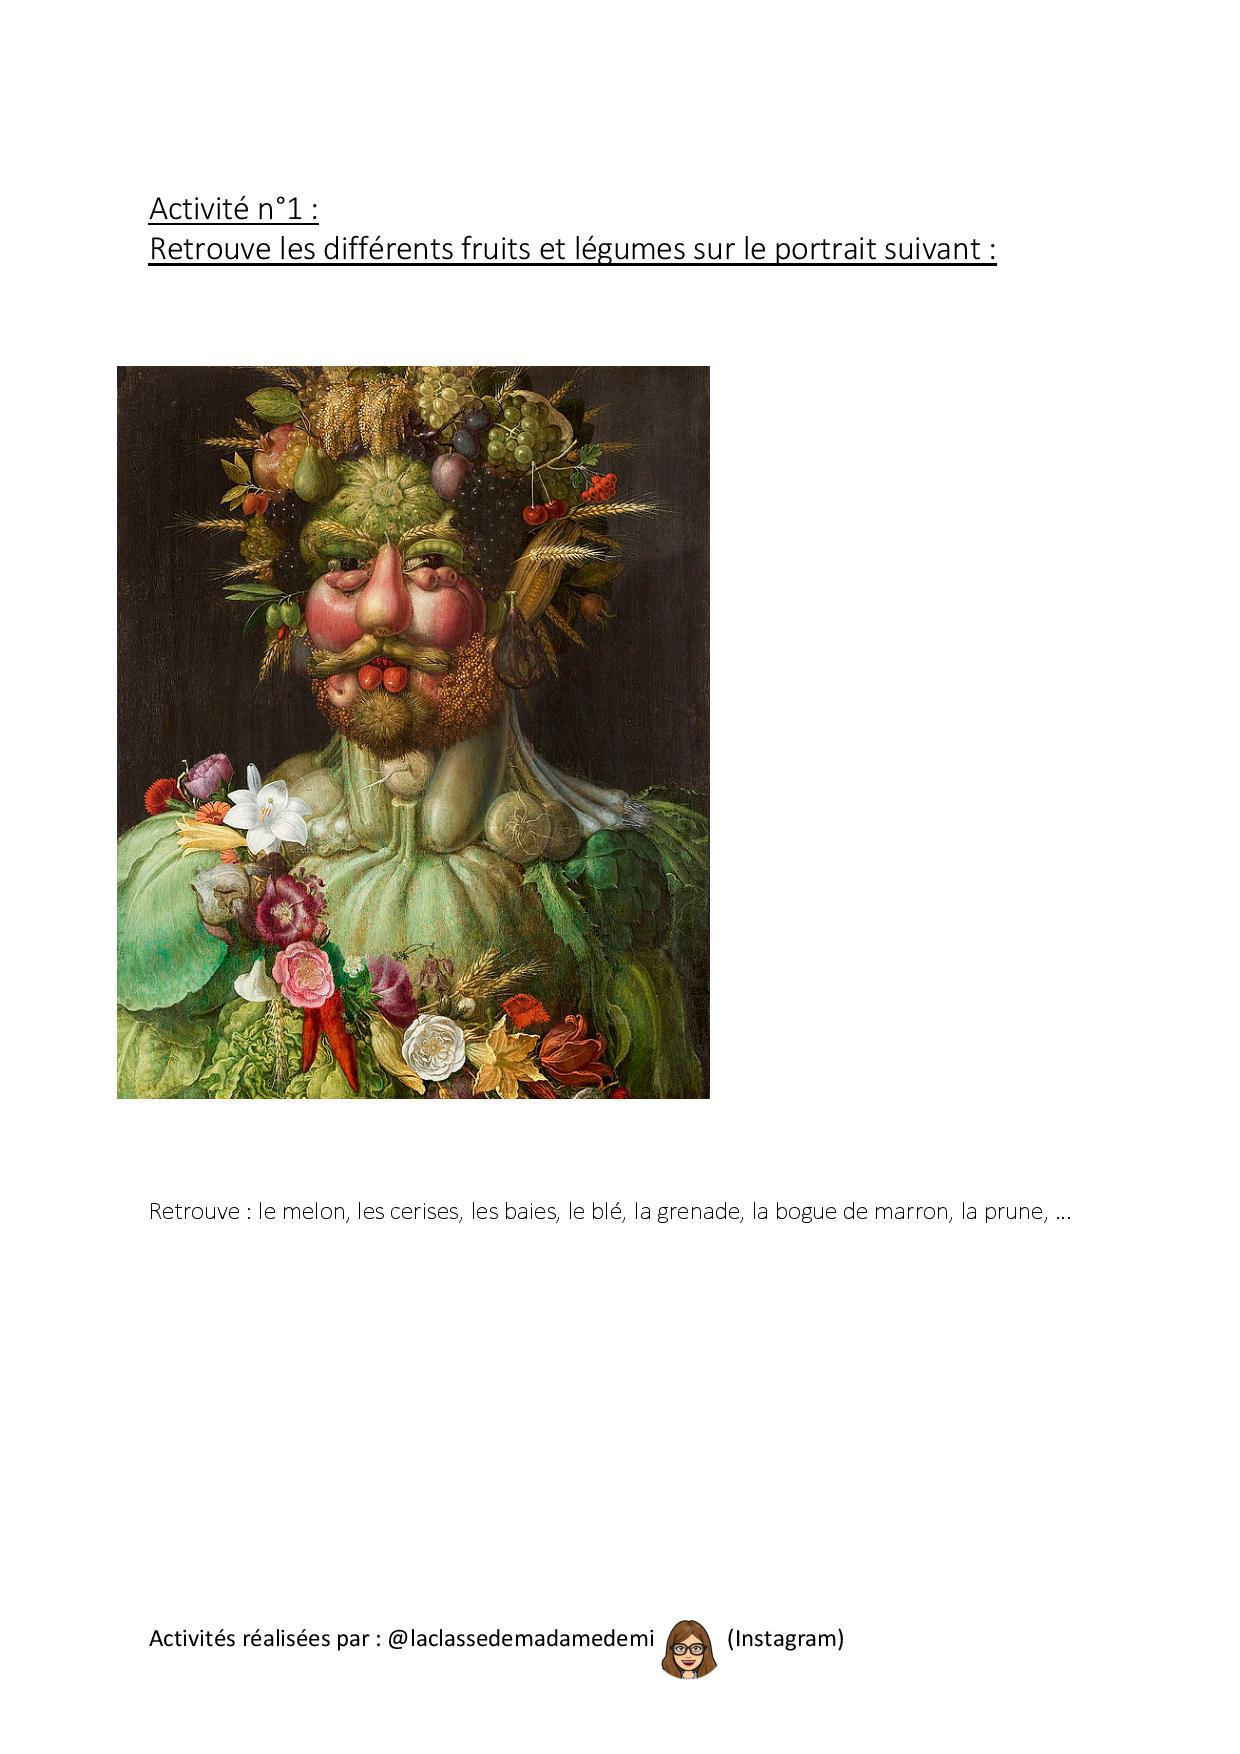 Activité n°1 :
Retrouve les différents fruits et légumes sur le portrait suivant :
Retrouve : le melon, les cerises, les baies, le blé, la grenade, la bogue de marron, la prune, ...
Activités réalisées par : @laclassedemadamedemi (Instagram)